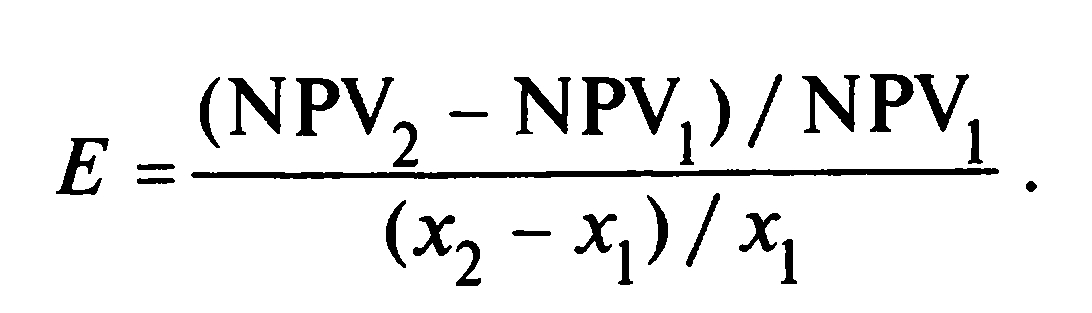 E = (NPV₂ − NPV₁) / NPV₁
(x₂ − x₁) / x₁ .